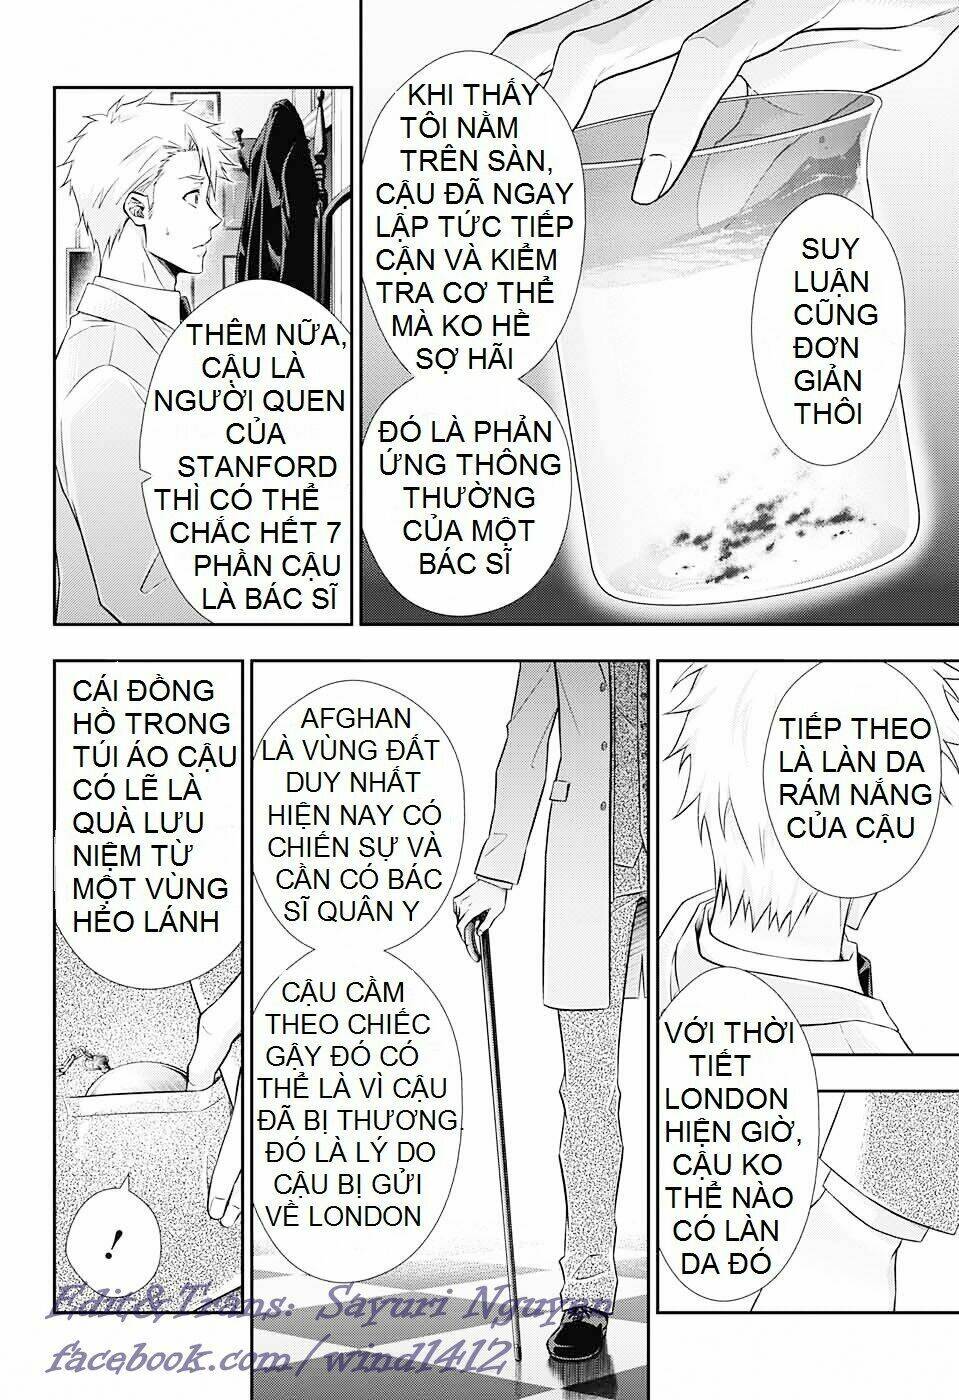 SUY
LUẬN
CŨNG
ĐƠN
GIẢN
THÔI
KHI THẤY
TÔI NẰM
TRÊN SÀN,
CẬU ĐÃ NGAY
LẬP TỨC TIẾP
CẬN VÀ KIỂM
TRA CƠ THỂ
MÀ KO HỀ
SỢ HÃI
ĐÓ LÀ PHẢN
ỨNG THÔNG
THƯỜNG
CỦA MỘT
BÁC SĨ
THÊM NỮA,
CẬU LÀ
NGƯỜI QUEN
CỦA
STANFORD
THÌ CÓ THỂ
CHẮC HẾT 7
PHẦN CẬU
LÀ BÁC SĨ
TIẾP THEO
LÀ LÀN DA
RÁM NẮNG
CỦA CẬU
VỚI THỜI
TIẾT
LONDON
HIỆN GIỜ,
CẬU KO
THỂ NÀO
CÓ LÀN
DA ĐÓ
AFGHAN
LÀ VÙNG ĐẤT
DUY NHẤT
HIỆN NAY CÓ
CHIẾN SỰ VÀ
CẦN CÓ BÁC
SĨ QUÂN Y
CẬU CẦM
THEO CHIẾC
GẬY ĐÓ CÓ
THỂ LÀ VÌ CẬU
ĐÃ BỊ THƯƠNG.
ĐÓ LÀ LÝ DO
CẬU BỊ GỬI
VỀ LONDON
CÁI ĐỒNG
HỒ TRONG
TÚI ÁO CẬU
CÓ LẼ LÀ
QUÀ LƯU
NIỆM TỪ
MỘT VÙNG
HẺO LÁNH
!
Edit&Trans: Sayuri Nguyen
facebook.com/wind1412